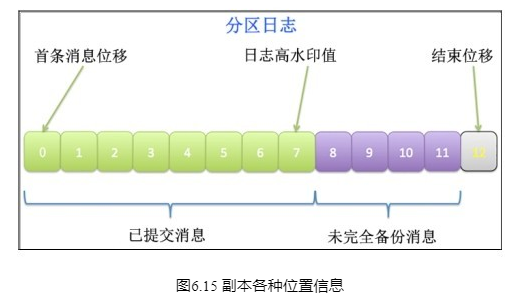 分区日志
首条消息位移 日志高水印值 结束位移
0 1 2 3 4 5 6 7 8 9 10 11 12
已提交消息 未完全备份消息
图6.15 副本各种位置信息